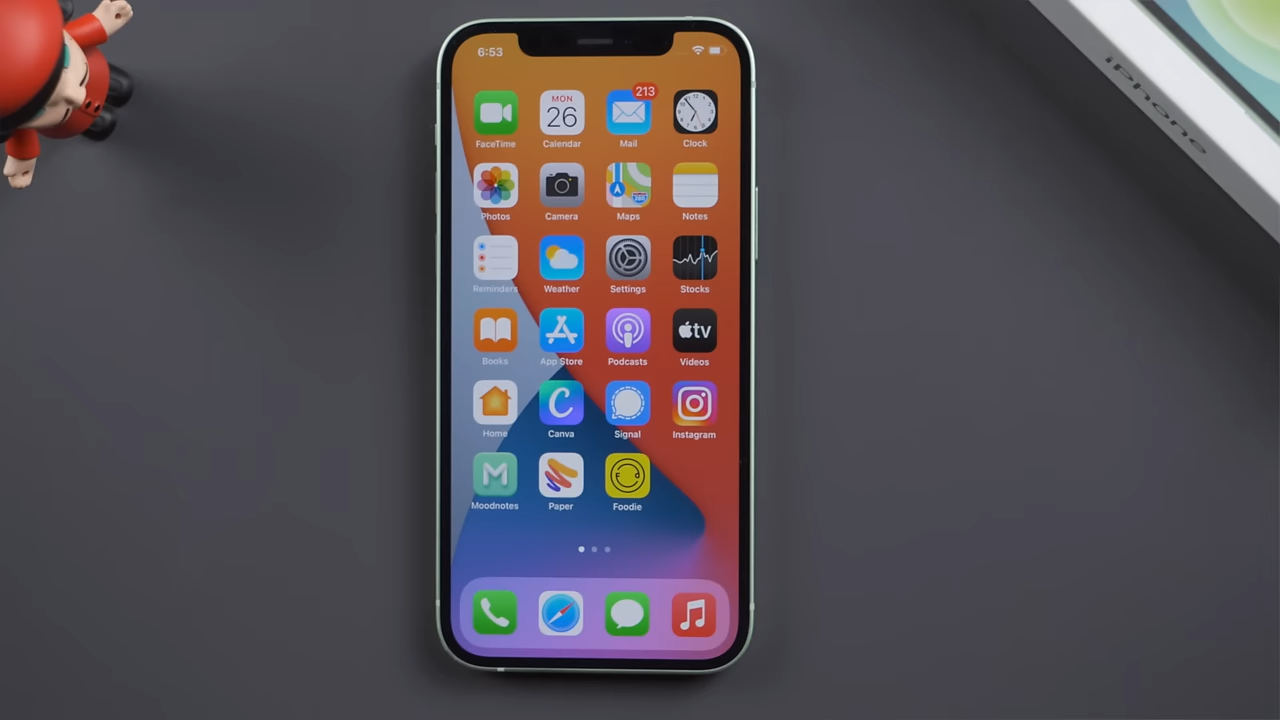 6:53
MON
26
213
FaceTime
Calendar
Mail
Clock
Photos
Camera
Maps
Notes
280
Reminders
Weather
Settings
Stocks
tv
Books
App Store
Podcasts
Videos
C
Home
Canva
Signal
Instagram
M
Moodnotes
Paper
Foodie
iPhone